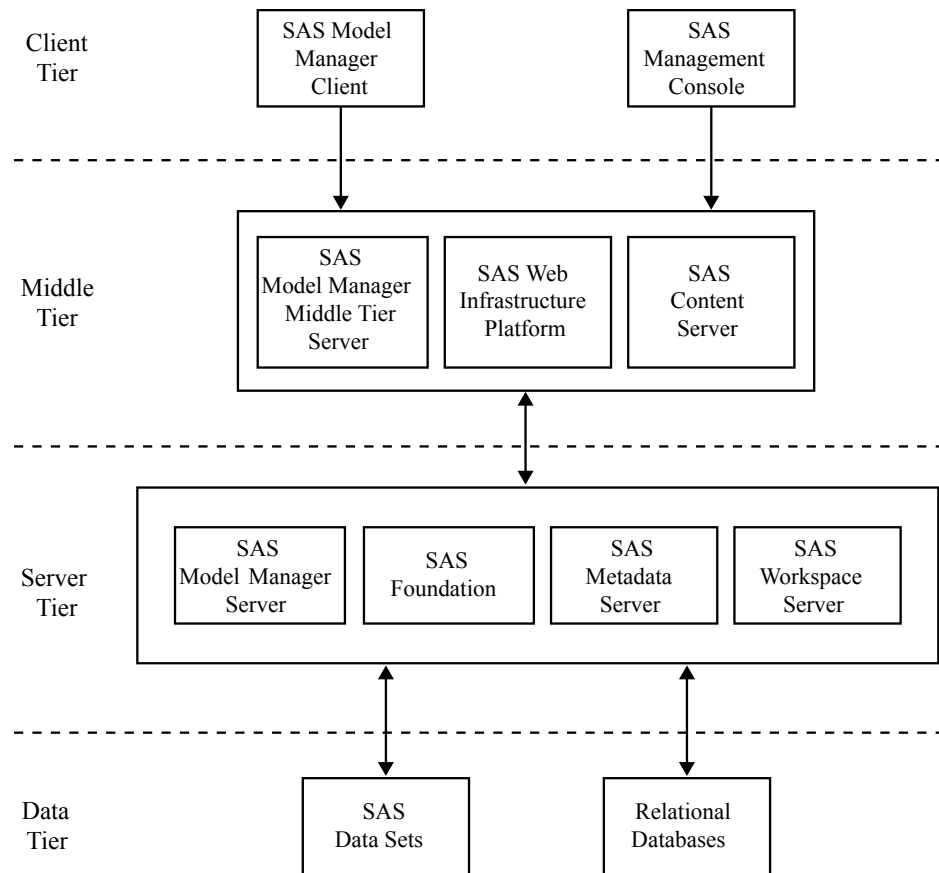 Client
Tier
SAS Model
Manager
Client
SAS
Management
Console
Middle
Tier
SAS
Model Manager
Middle Tier
Server
SAS Web
Infrastructure
Platform
SAS
Content
Server
Server
Tier
SAS
Model Manager
Server
SAS
Foundation
SAS
Metadata
Server
SAS
Workspace
Server
Data
Tier
SAS
Data Sets
Relational
Databases